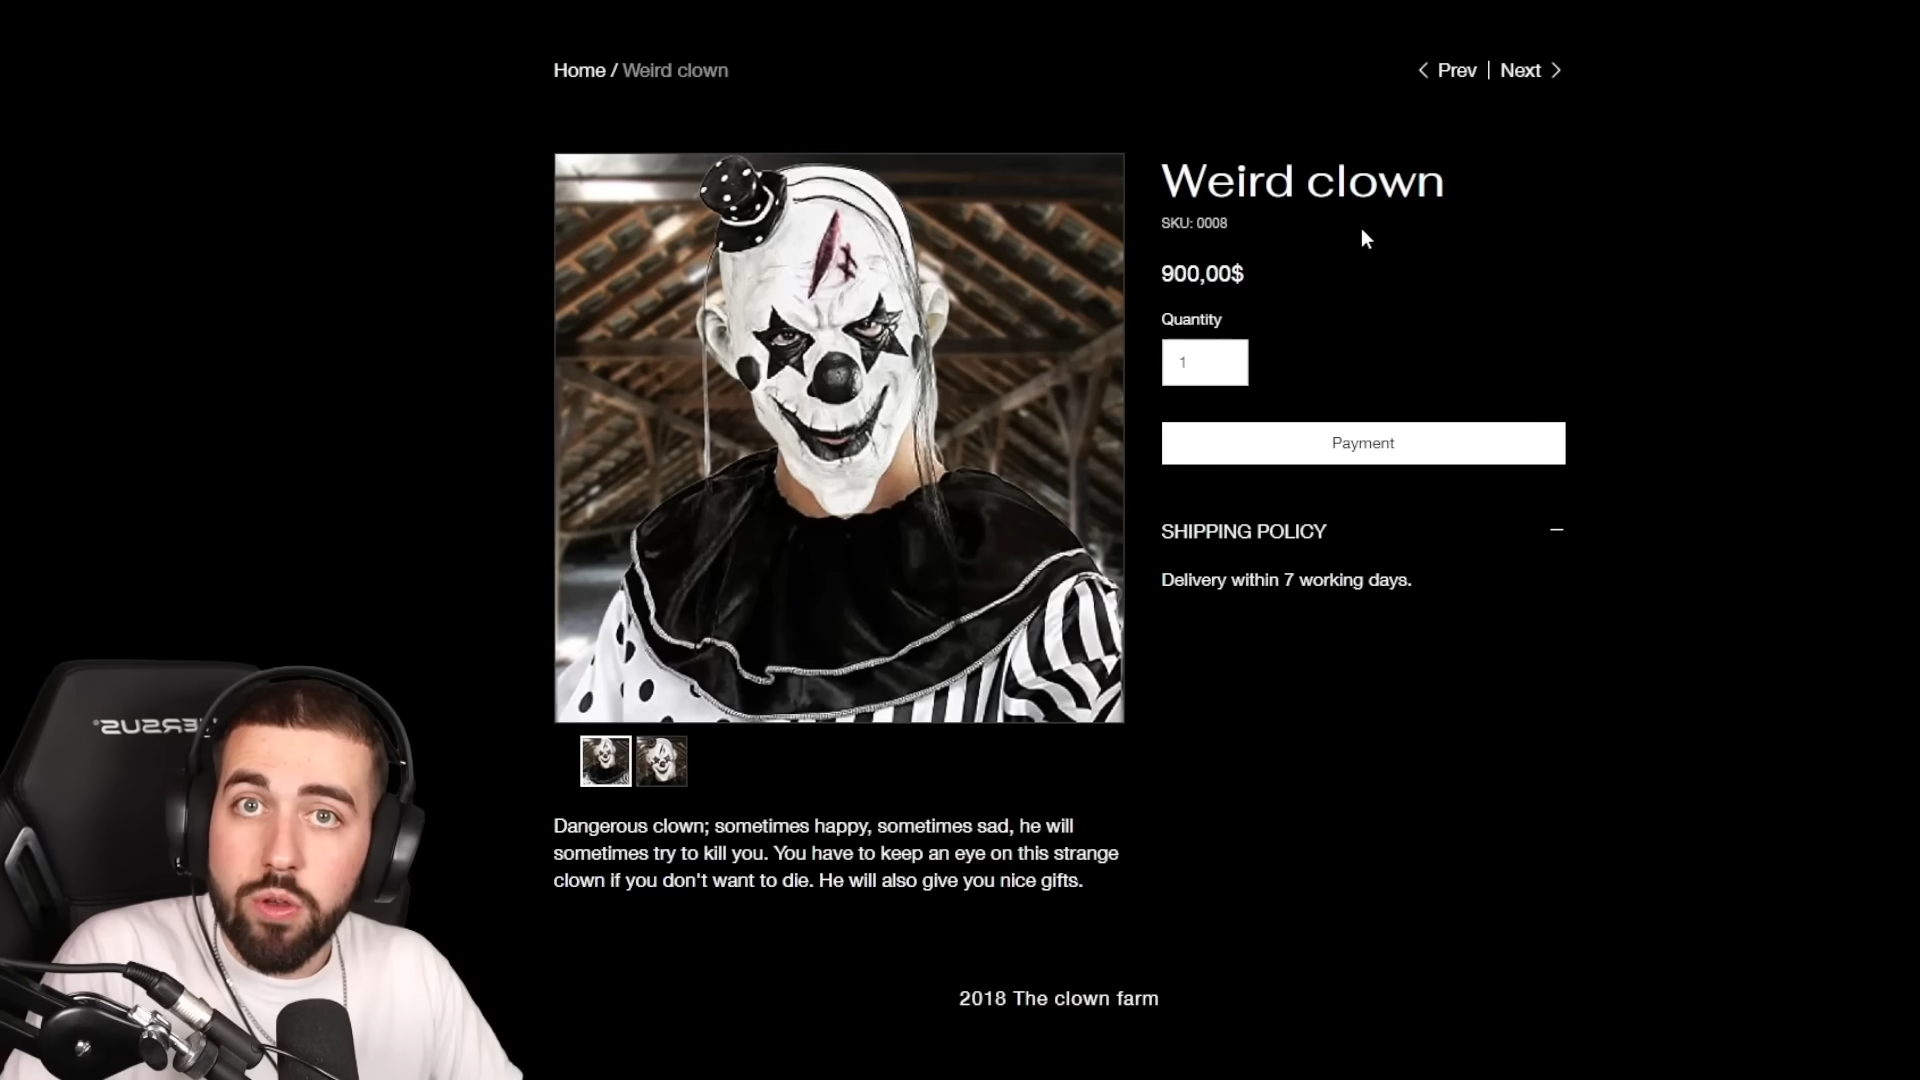 Home / Weird clown
Prev | Next
Weird clown
SKU: 0008
900,00$
Quantity
1
Payment
SHIPPING POLICY
Delivery within 7 working days.
Dangerous clown; sometimes happy, sometimes sad, he will
sometimes try to kill you. You have to keep an eye on this strange
clown if you don't want to die. He will also give you nice gifts.
2018 The clown farm